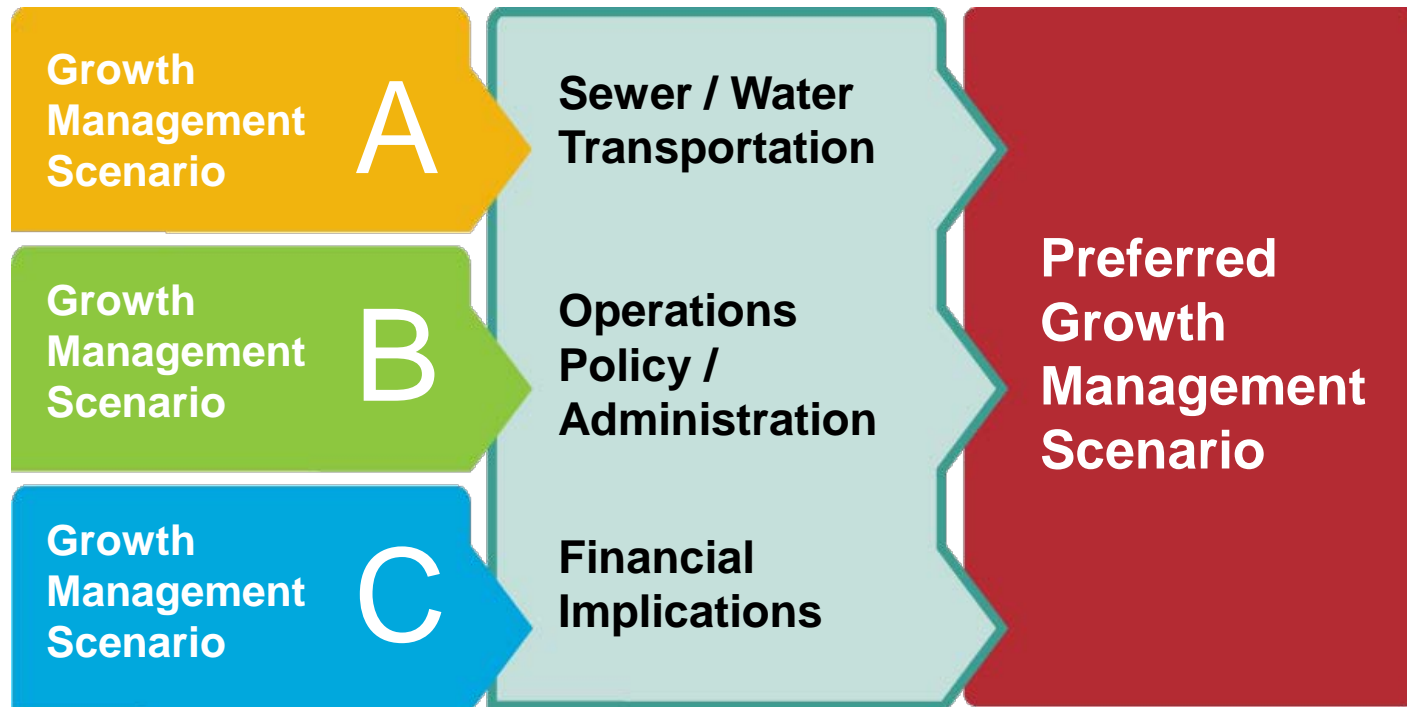 Growth
Management
Scenario
A
Growth
Management
Scenario
B
Growth
Management
Scenario
C
Sewer / Water
Transportation
Operations
Policy /
Administration
Financial
Implications
Preferred
Growth
Management
Scenario